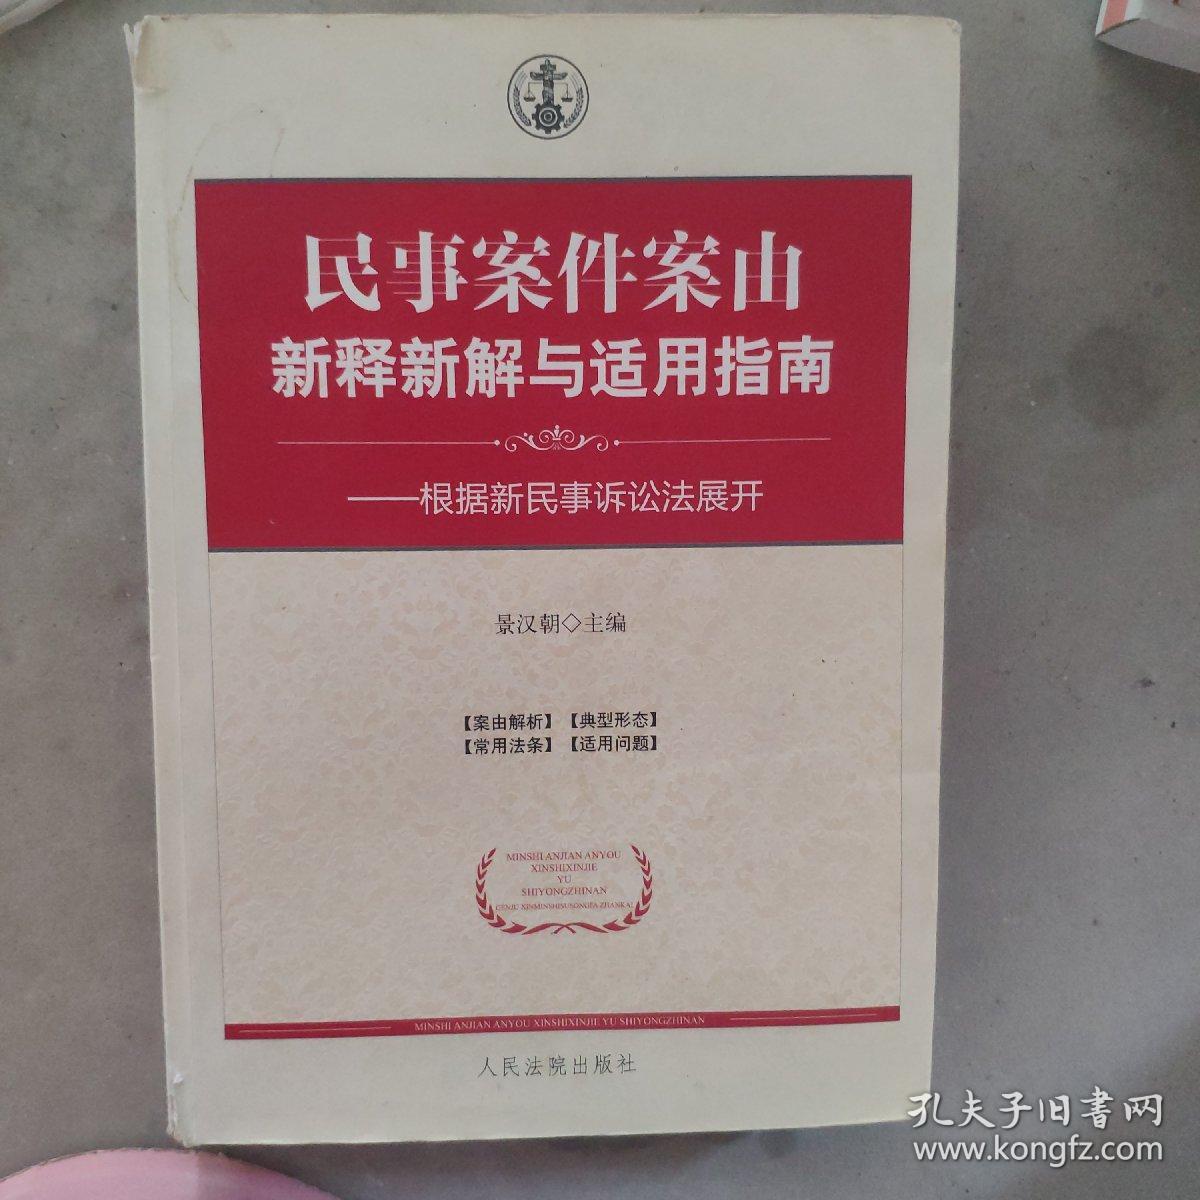 民事案件案由
新释新解与适用指南
——根据新民事诉讼法展开
景汉朝◇主编
【案由解析】【典型形态】
【常用法条】【适用问题】
MINSHI ANJIAN ANYOU
XINSHIXINJIE
YU
SHIYONGZHINAN
GENJU XINMINSHISUSONGFA ZHANKAI
MINSHI ANJIAN ANYOU XINSHIXINJIE YU SHIYONGZHINAN
人民法院出版社
孔夫子旧书网
www.kongfz.com